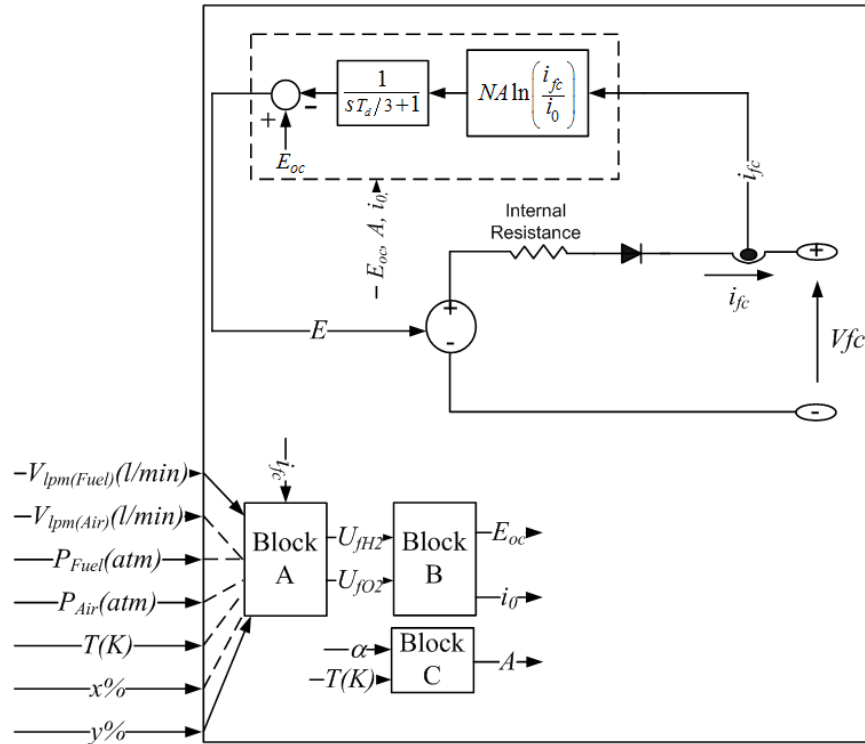 1
sT_d/3+1
NA ln(i_fc/i_0)
+
-
E_oc
i_fc
- E_oc, A, i_0,
Internal
Resistance
+
i_fc
E
+
-
Vfc
-
V_lpm(Fuel)(l/min)
i_fc
V_lpm(Air)(l/min)
Block
A
U_fH2
U_fO2
Block
B
E_oc
i_0
P_Fuel(atm)
P_Air(atm)
T(K)
x%
y%
α
T(K)
Block
C
A